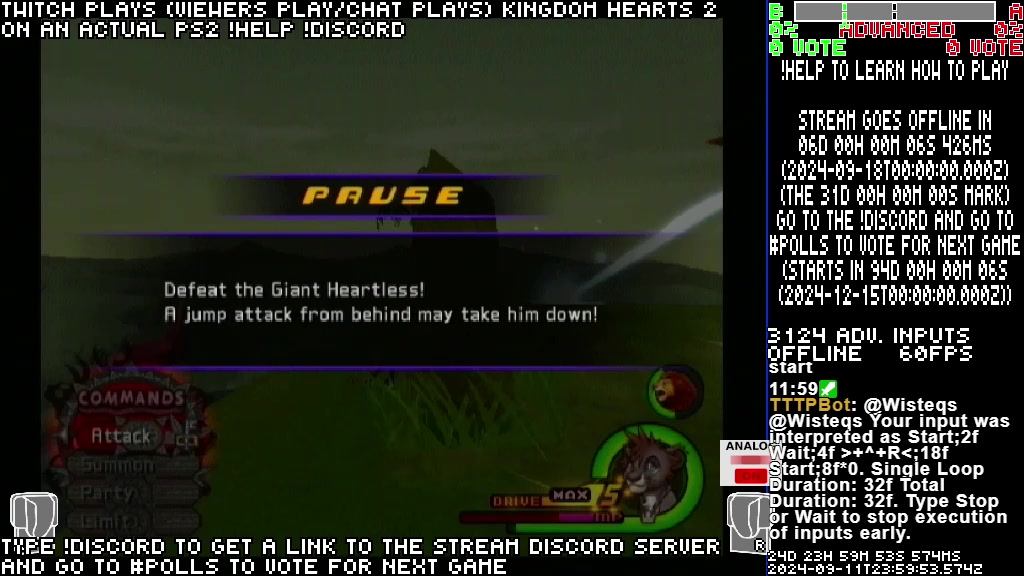 TWITCH PLAYS (VIEWERS PLAY/CHAT PLAYS) KINGDOM HEARTS 2
ON AN ACTUAL PS2 !HELP !DISCORD
PAUSE
Defeat the Giant Heartless!
A jump attack from behind may take him down!
COMMANDS
Attack
Summon
Party
Limit
DRIVE MAX 5
MP
ANALO
ON
R
TYPE !DISCORD TO GET A LINK TO THE STREAM DISCORD SERVER
AND GO TO #POLLS TO VOTE FOR NEXT GAME
B A
0% ADVANCED 0%
0 VOTE 0 VOTE
!HELP TO LEARN HOW TO PLAY
STREAM GOES OFFLINE IN
06D 00H 00M 06S 426MS
(2024-09-18T00:00:00.000Z)
(THE 31D 00H 00M 00S MARK)
GO TO THE !DISCORD AND GO TO
#POLLS TO VOTE FOR NEXT GAME
(STARTS IN 94D 00H 00M 06S
(2024-12-15T00:00:00.000Z))
3124 ADV. INPUTS
OFFLINE 60FPS
start
11:59
TTTPBot: @Wisteqs
@Wisteqs Your input was
interpreted as Start;2f
Wait;4f >+^+R<;18f
Start;8f*0. Single Loop
Duration: 32f Total
Duration: 32f. Type Stop
or Wait to stop execution
of inputs early.
24D 23H 59M 53S 574MS
2024-09-11T23:59:53.574Z